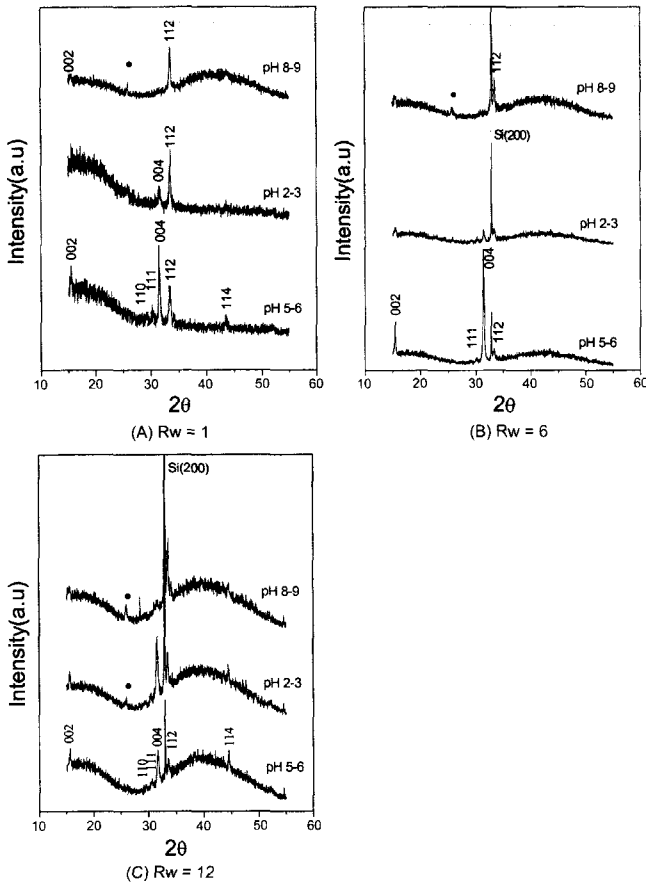 112
002
●
pH 8-9
112
004
pH 2-3
004
002
111
110
112
114
pH 5-6
Intensity(a.u)
10 20 30 40 50 60
2θ
(A) Rw = 1
112
●
pH 8-9
Si(200)
pH 2-3
004
002
111
112
pH 5-6
Intensity(a.u)
10 20 30 40 50 60
2θ
(B) Rw = 6
Si(200)
●
pH 8-9
●
pH 2-3
002
004
111
110
112
114
pH 5-6
Intensity(a.u)
10 20 30 40 50 60
2θ
(C) Rw = 12